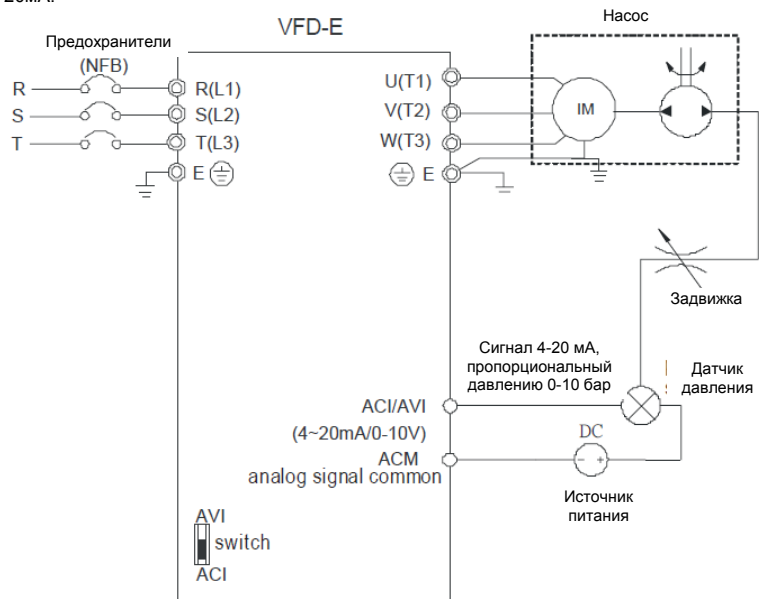 Насос
VFD-E
Предохранители
(NFB)
R
R(L1)
U(T1)
S
S(L2)
V(T2)
IM
T
T(L3)
W(T3)
E
E
Задвижка
Сигнал 4-20 мА,
пропорциональный
давлению 0-10 бар
Датчик
давления
ACI/AVI
(4~20mA/0-10V)
DC
- +
ACM
analog signal common
Источник
питания
AVI
switch
ACI